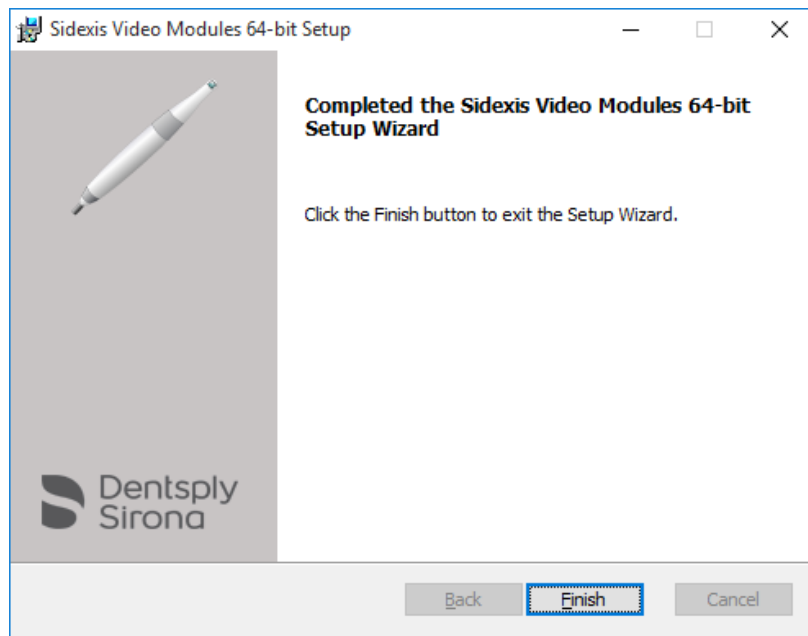 Sidexis Video Modules 64-bit Setup
Completed the Sidexis Video Modules 64-bit
Setup Wizard
Click the Finish button to exit the Setup Wizard.
Dentsply
Sirona
Back Finish Cancel